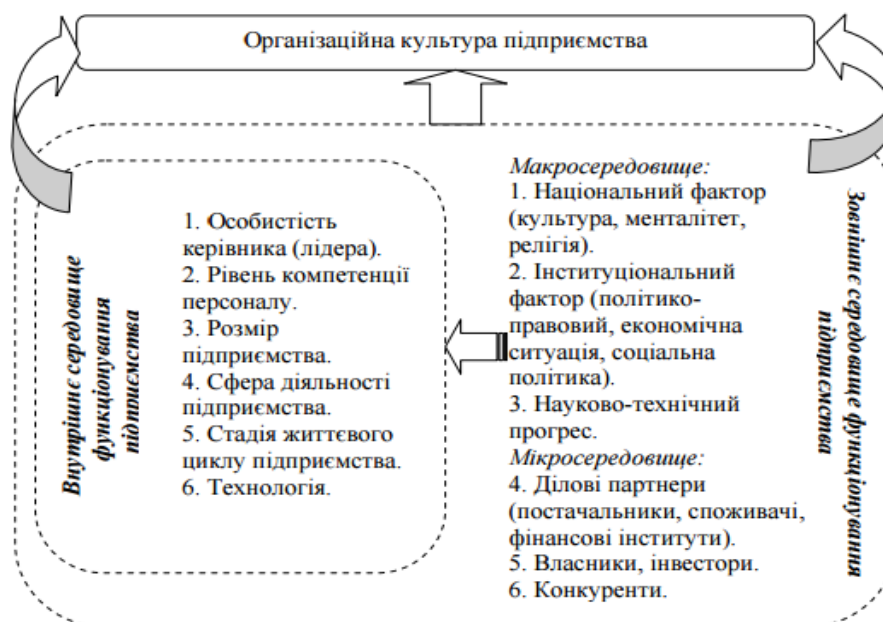 Організаційна культура підприємства
Внутрішнє середовище
функціонування
підприємства
1. Особистість
керівника (лідера).
2. Рівень компетенції
персоналу.
3. Розмір
підприємства.
4. Сфера діяльності
підприємства.
5. Стадія життєвого
циклу підприємства.
6. Технологія.
Макросередовище:
1. Національний фактор
(культура, менталітет,
релігія).
2. Інституціональний
фактор (політико-
правовий, економічна
ситуація, соціальна
політика).
3. Науково-технічний
прогрес.
Мікросередовище:
4. Ділові партнери
(постачальники, споживачі,
фінансові інститути).
5. Власники, інвестори.
6. Конкуренти.
Зовнішнє середовище функціонування
підприємства